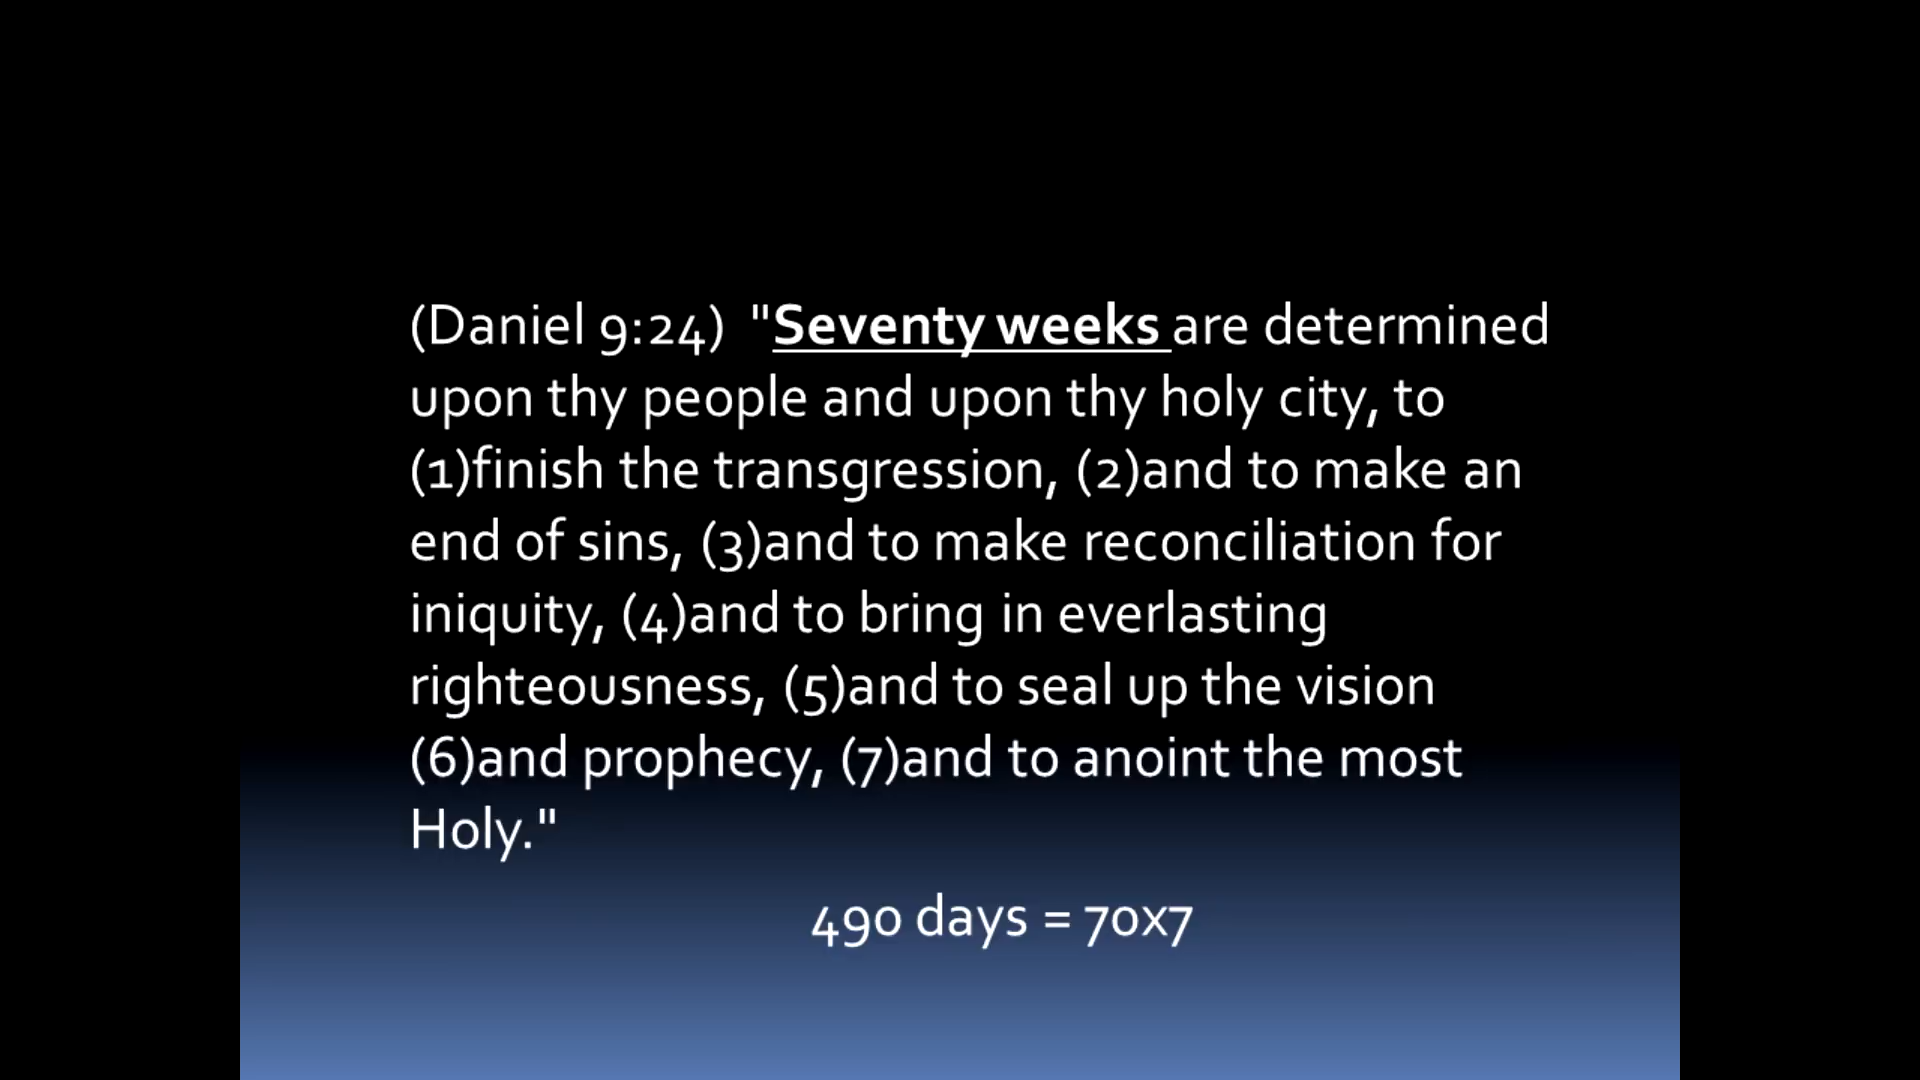 (Daniel 9:24)  "Seventy weeks are determined
upon thy people and upon thy holy city, to
(1)finish the transgression, (2)and to make an
end of sins, (3)and to make reconciliation for
iniquity, (4)and to bring in everlasting
righteousness, (5)and to seal up the vision
(6)and prophecy, (7)and to anoint the most
Holy."
490 days = 70x7